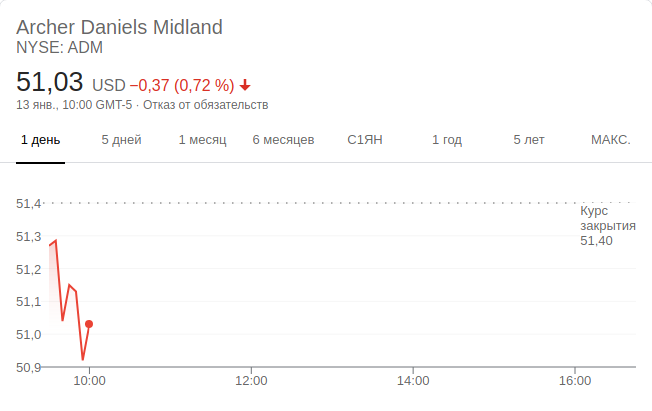 Archer Daniels Midland
NYSE: ADM
51,03 USD −0,37 (0,72 %)
13 янв., 10:00 GMT-5 · Отказ от обязательств
1 день 5 дней 1 месяц 6 месяцев С1ЯН 1 год 5 лет МАКС.
51,4
Курс
закрытия
51,40
51,3
51,2
51,1
51,0
50,9
10:00 12:00 14:00 16:00